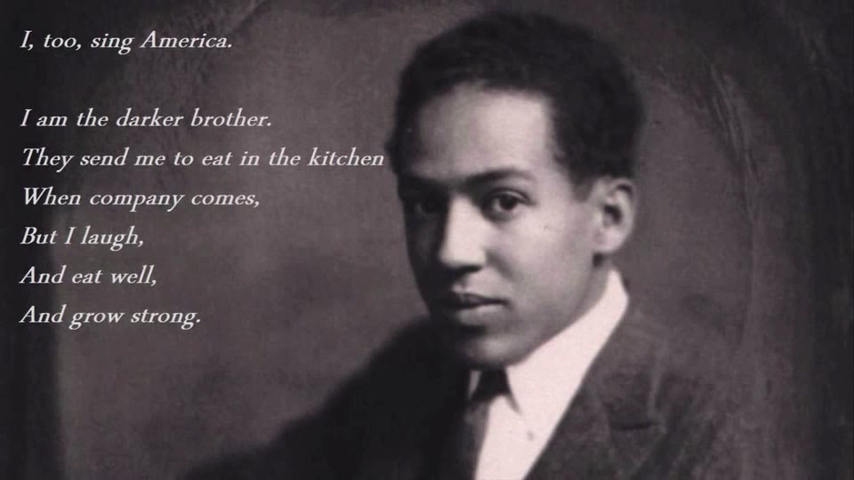 I, too, sing America.
I am the darker brother.
They send me to eat in the kitchen
When company comes,
But I laugh,
And eat well,
And grow strong.